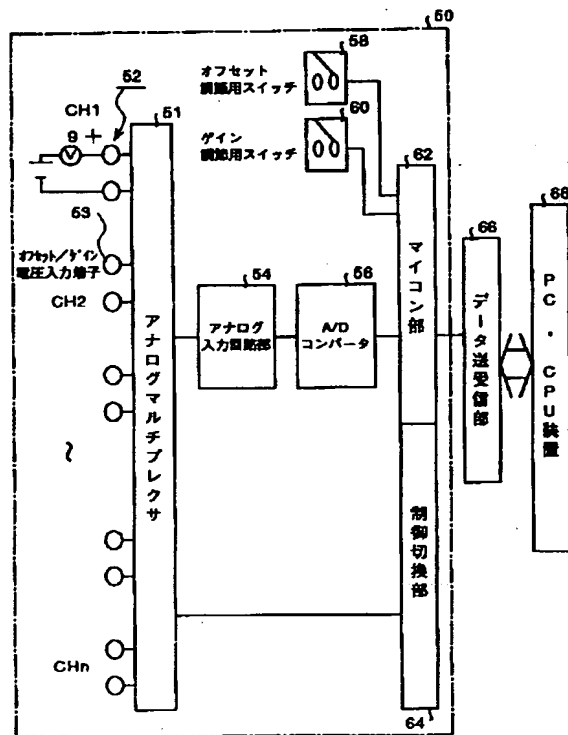 50
58
オフセット
調節用スイッチ
60
ゲイン
調節用スイッチ
52
CH1
51
9
+
V
62
53
オフセット/ゲイン
電圧入力端子
CH2
アナログマルチプレクサ
54
アナログ
入力回路部
56
A/D
コンバータ
マイコン部
66
データ送受信部
68
PC・CPU装置
~
制御切換部
CHn
64